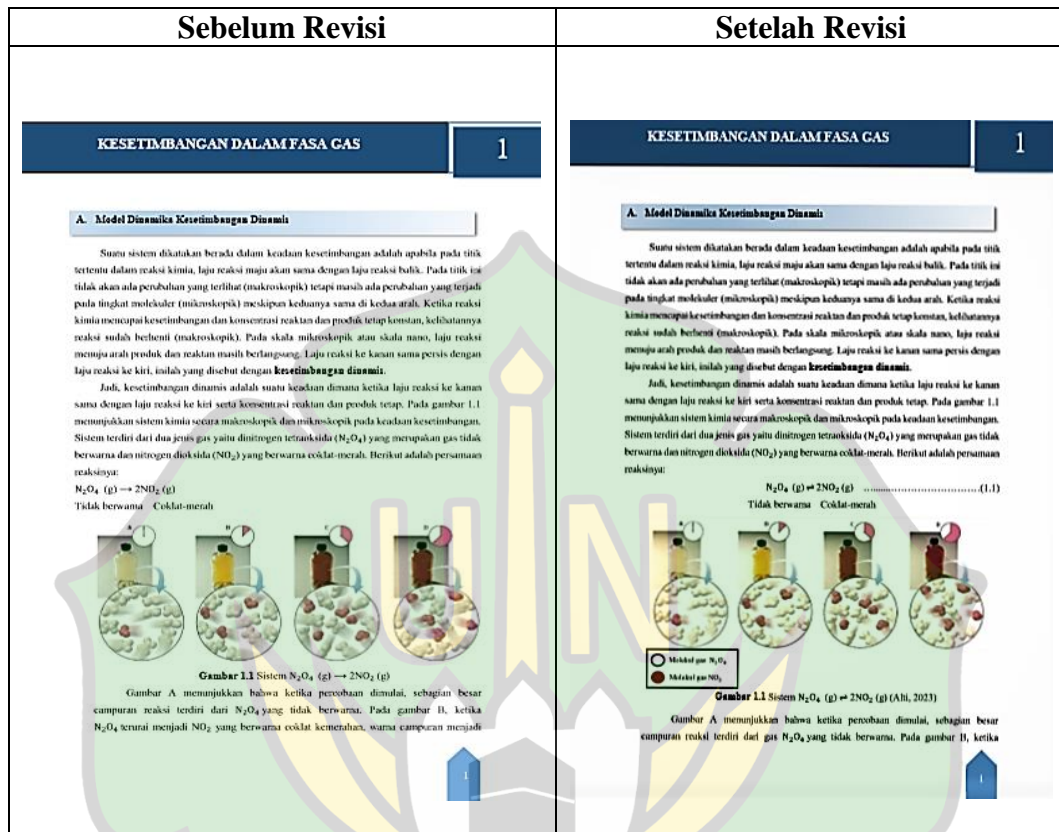 Sebelum Revisi
KESETIMBANGAN DALAM FASA GAS
1
A. Model Dinamika Kesetimbangan Dinamis
Suatu sistem dikatakan berada dalam keadaan kesetimbangan adalah apabila pada titik
tertentu dalam reaksi kimia, laju reaksi maju akan sama dengan laju reaksi balik. Pada titik ini
tidak akan ada perubahan yang terlihat (makroskopik) tetapi masih ada perubahan yang terjadi
pada tingkat molekuler (mikroskopik) meskipun keduanya sama di kedua arah. Ketika reaksi
kimia mencapai kesetimbangan dan konsentrasi reaktan dan produk tetap konstan, kelihatannya
reaksi sudah berhenti (makroskopik). Pada skala mikroskopik atau skala nano, laju reaksi
menuju arah produk dan reaktan masih berlangsung. Laju reaksi ke kanan sama persis dengan
laju reaksi ke kiri, inilah yang disebut dengan kesetimbangan dinamis.
Jadi, kesetimbangan dinamis adalah suatu keadaan dimana ketika laju reaksi ke kanan
sama dengan laju reaksi ke kiri serta konsentrasi reaktan dan produk tetap. Pada gambar 1.1
menunjukkan sistem kimia secara makroskopik dan mikroskopik pada keadaan kesetimbangan.
Sistem terdiri dari dua jenis gas yaitu dinitrogen tetraoksida (N₂O₄) yang merupakan gas tidak
berwarna dan nitrogen dioksida (NO₂) yang berwarna coklat-merah. Berikut adalah persamaan
reaksinya:
N₂O₄ (g) → 2NO₂ (g)
Tidak berwarna Coklat-merah
A B C D
Gambar 1.1 Sistem N₂O₄ (g) → 2NO₂ (g)
Gambar A menunjukkan bahwa ketika percobaan dimulai, sebagian besar
campuran reaksi terdiri dari N₂O₄ yang tidak berwarna. Pada gambar B, ketika
N₂O₄ terurai menjadi NO₂ yang berwarna coklat kemerahan, warna campuran menjadi
1
Setelah Revisi
KESETIMBANGAN DALAM FASA GAS
1
A. Model Dinamika Kesetimbangan Dinamis
Suatu sistem dikatakan berada dalam keadaan kesetimbangan adalah apabila pada titik
tertentu dalam reaksi kimia, laju reaksi maju akan sama dengan laju reaksi balik. Pada titik ini
tidak akan ada perubahan yang terlihat (makroskopik) tetapi masih ada perubahan yang terjadi
pada tingkat molekuler (mikroskopik) meskipun keduanya sama di kedua arah. Ketika reaksi
kimia mencapai kesetimbangan dan konsentrasi reaktan dan produk tetap konstan, kelihatannya
reaksi sudah berhenti (makroskopik). Pada skala mikroskopik atau skala nano, laju reaksi
menuju arah produk dan reaktan masih berlangsung. Laju reaksi ke kanan sama persis dengan
laju reaksi ke kiri, inilah yang disebut dengan kesetimbangan dinamis.
Jadi, kesetimbangan dinamis adalah suatu keadaan dimana ketika laju reaksi ke kanan
sama dengan laju reaksi ke kiri serta konsentrasi reaktan dan produk tetap. Pada gambar 1.1
menunjukkan sistem kimia secara makroskopik dan mikroskopik pada keadaan kesetimbangan.
Sistem terdiri dari dua jenis gas yaitu dinitrogen tetraoksida (N₂O₄) yang merupakan gas tidak
berwarna dan nitrogen dioksida (NO₂) yang berwarna coklat-merah. Berikut adalah persamaan
reaksinya:
N₂O₄ (g) ⇌ 2NO₂ (g) ....................................(1.1)
Tidak berwarna Coklat-merah
A B C D
Molekul gas N₂O₄
Molekul gas NO₂
Gambar 1.1 Sistem N₂O₄ (g) ⇌ 2NO₂ (g) (Alti, 2023)
Gambar A menunjukkan bahwa ketika percobaan dimulai, sebagian besar
campuran reaksi terdiri dari gas N₂O₄ yang tidak berwarna. Pada gambar B, ketika
1
UIN